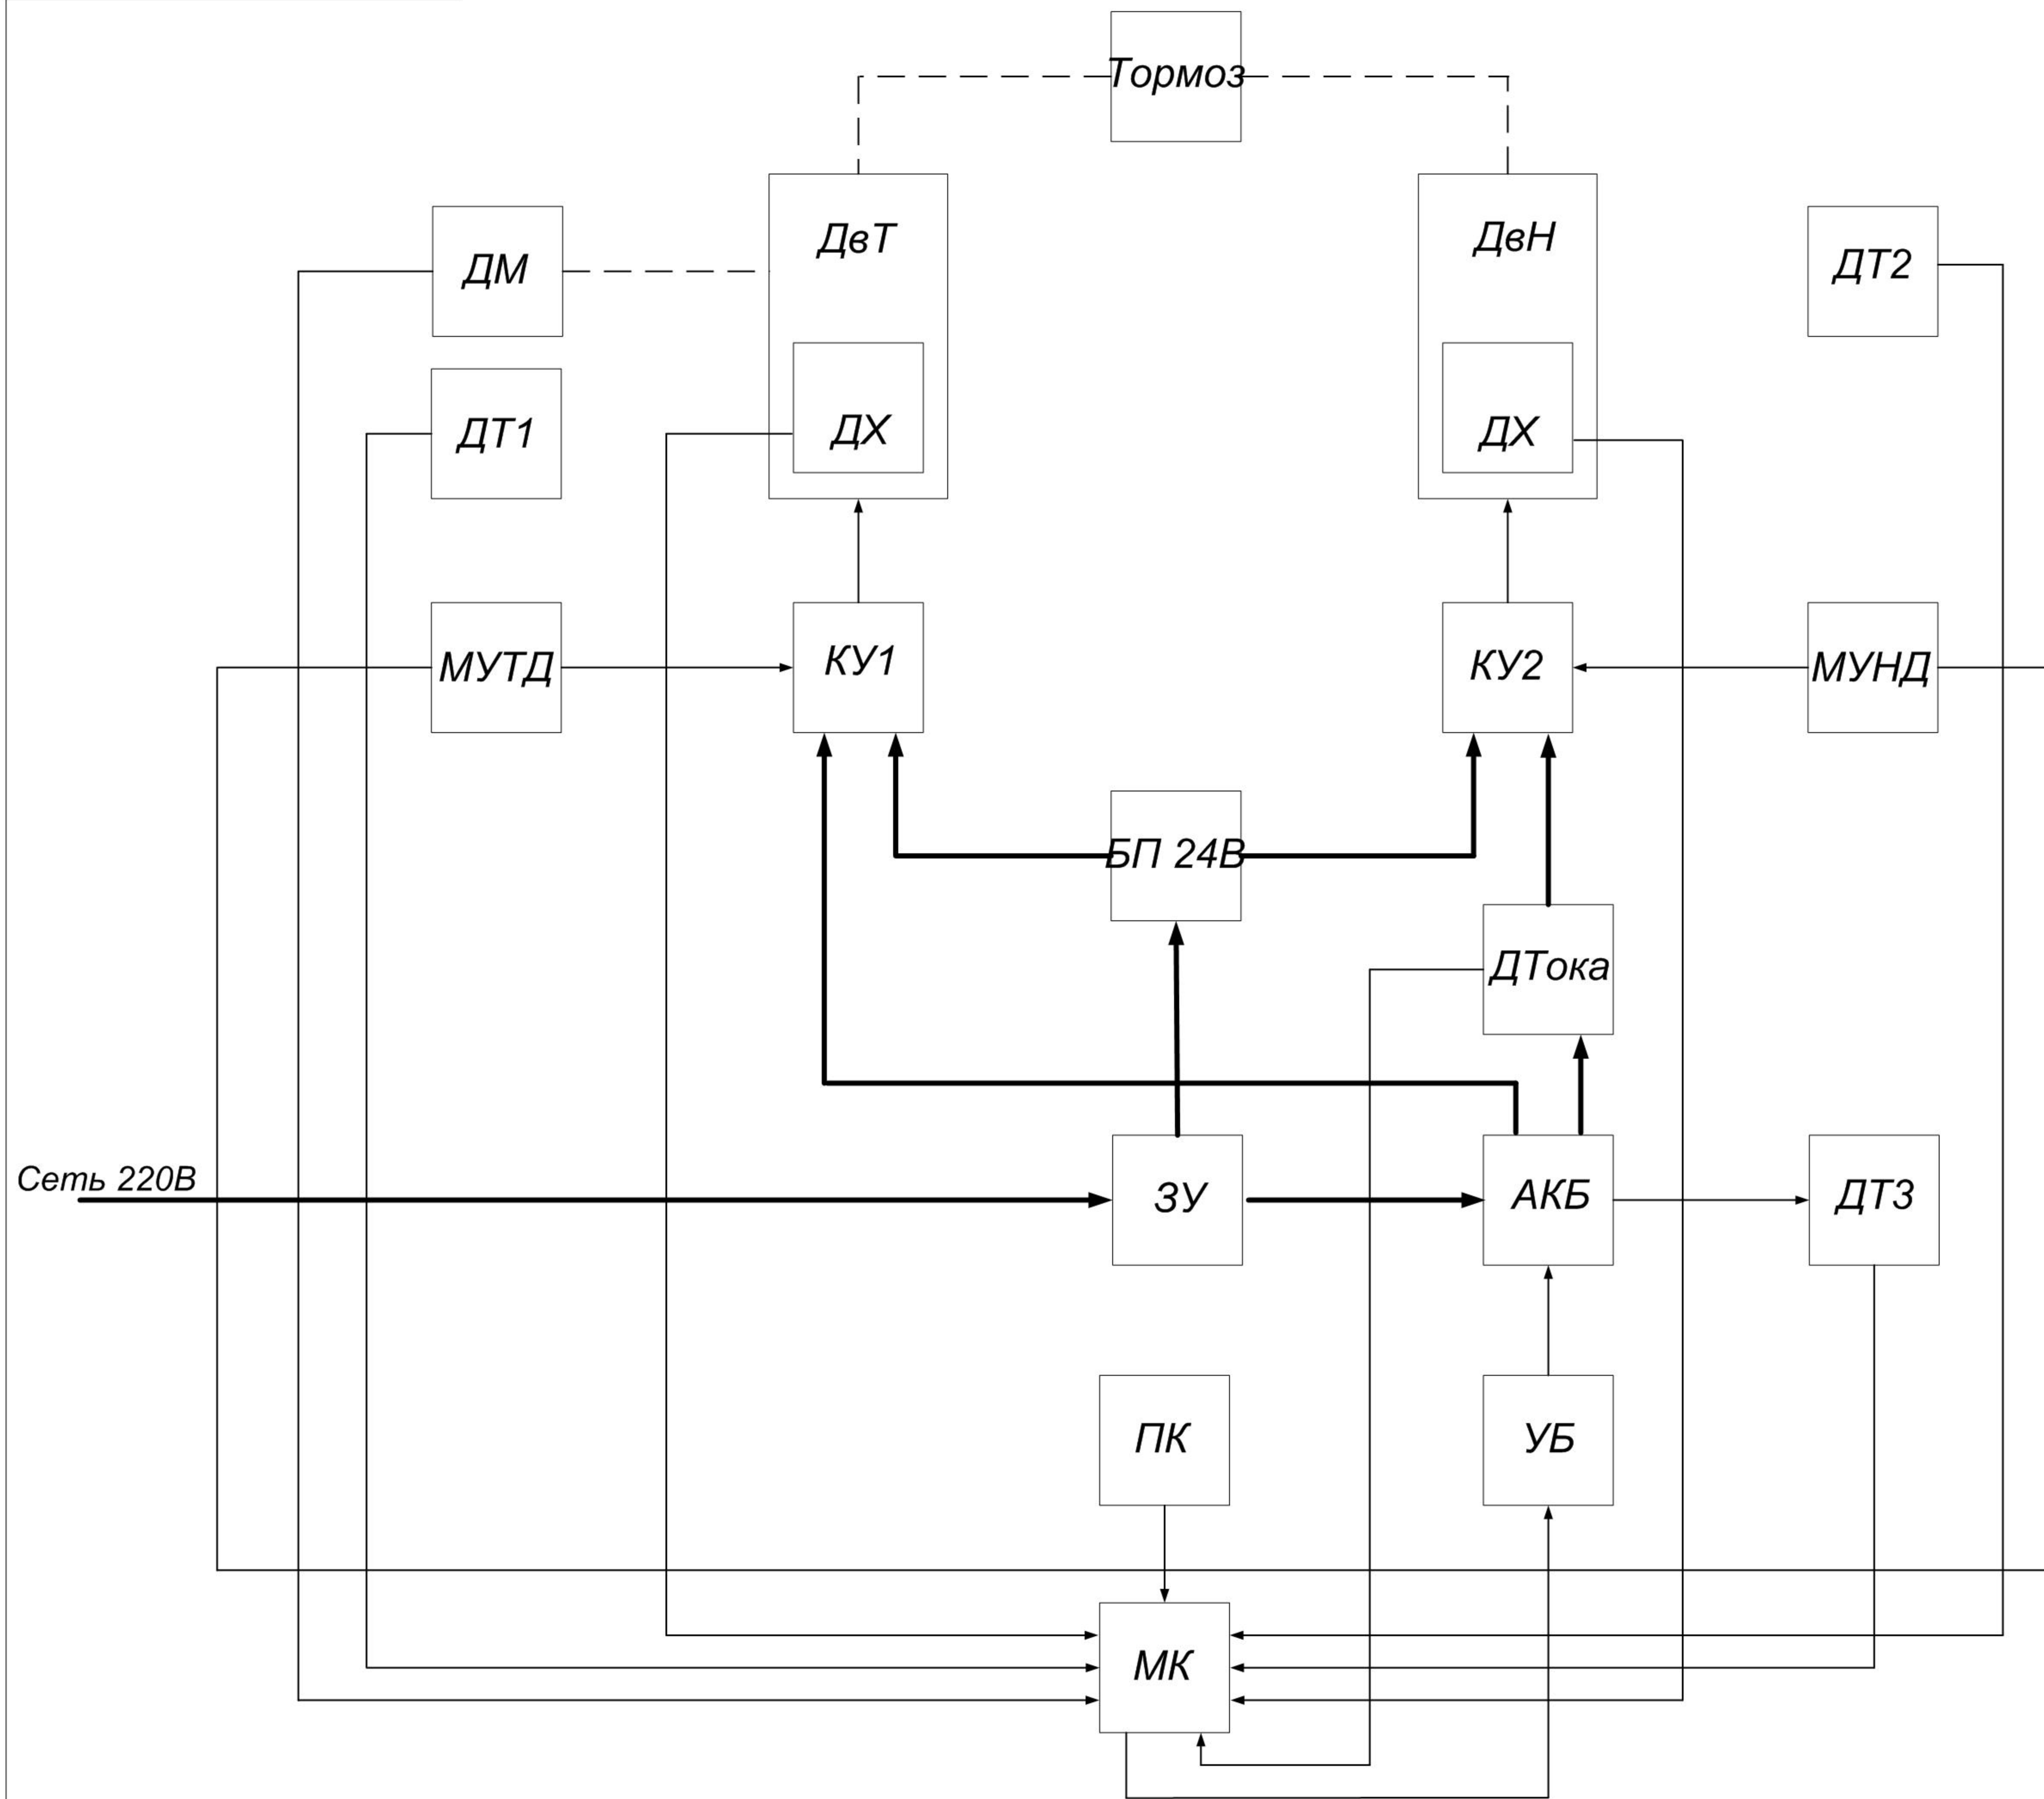 Тормоз
ДвТ
ДвН
ДМ
ДТ2
ДТ1
ДХ
ДХ
МУТД
КУ1
КУ2
МУНД
БП 24В
ДТока
Сеть 220В
ЗУ
АКБ
ДТ3
ПК
УБ
МК